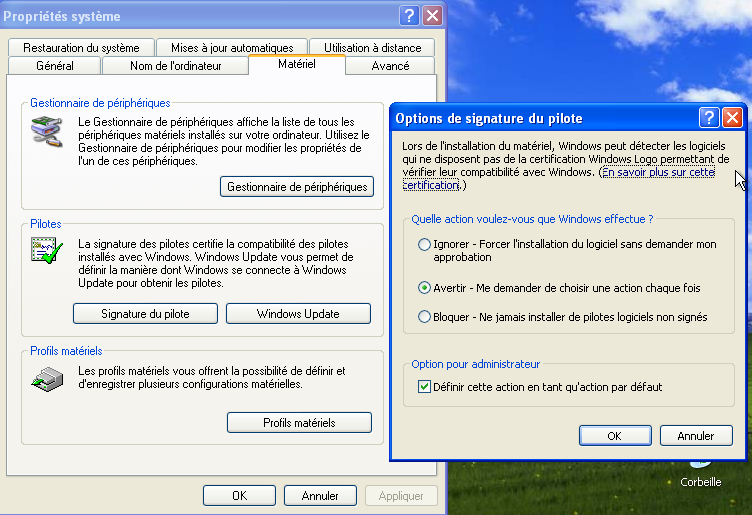 Propriétés système
Restauration du système
Mises à jour automatiques
Utilisation à distance
Général
Nom de l'ordinateur
Matériel
Avancé
Gestionnaire de périphériques
Le Gestionnaire de périphériques affiche la liste de tous les
périphériques matériels installés sur votre ordinateur. Utilisez le
Gestionnaire de périphériques pour modifier les propriétés de
l'un de ces périphériques.
Gestionnaire de périphériques
Pilotes
La signature des pilotes certifie la compatibilité des pilotes
installés avec Windows. Windows Update vous permet de
définir la manière dont Windows se connecte à Windows
Update pour obtenir les pilotes.
Signature du pilote
Windows Update
Profils matériels
Les profils matériels vous offrent la possibilité de définir et
d'enregistrer plusieurs configurations matérielles.
Profils matériels
OK
Annuler
Appliquer
Options de signature du pilote
Lors de l'installation du matériel, Windows peut détecter les logiciels
qui ne disposent pas de la certification Windows Logo permettant de
vérifier leur compatibilité avec Windows. (En savoir plus sur cette
certification.)
Quelle action voulez-vous que Windows effectue ?
Ignorer - Forcer l'installation du logiciel sans demander mon
approbation
Avertir - Me demander de choisir une action chaque fois
Bloquer - Ne jamais installer de pilotes logiciels non signés
Option pour administrateur
Définir cette action en tant qu'action par défaut
OK
Annuler
Corbeille